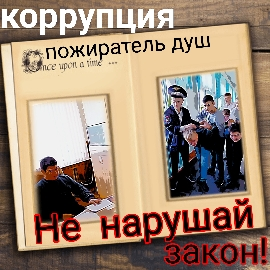 коррупция
пожиратель душ
Once upon a time ...
Не нарушай
закон!